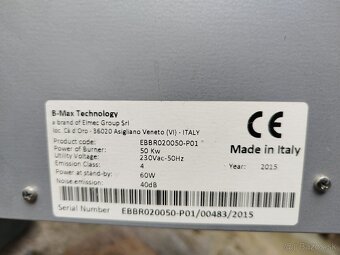 B-Max Technology
a brand of Elmec Group Srl
loc. Cà d'Oro - 36020 Asigliano Veneto (VI) - ITALY
Product code: EBBR020050-P01
Power of Burner: 50 Kw
Utility Voltage: 230Vac-50Hz
Emission Class: 4
Power at stand-by: 60W
Noise emission: 40dB
CE
Made in Italy
Year: 2015
Serial Number EBBR020050-P01/00483/2015